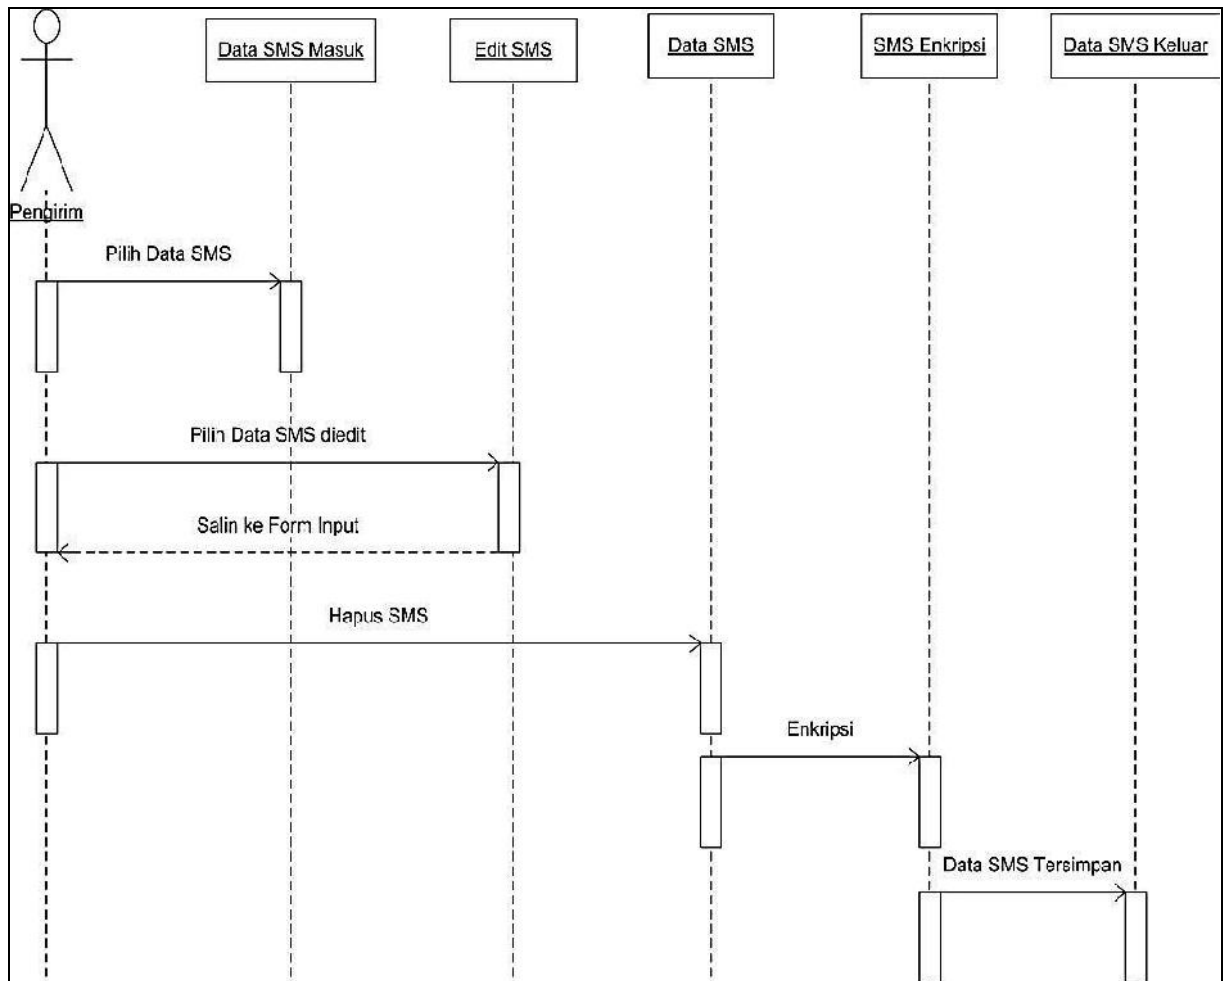 Data SMS Masuk
Edit SMS
Data SMS
SMS Enkripsi
Data SMS Keluar
Pengirim
Pilih Data SMS
Pilih Data SMS diedit
Salin ke Form Input
Hapus SMS
Enkripsi
Data SMS Tersimpan